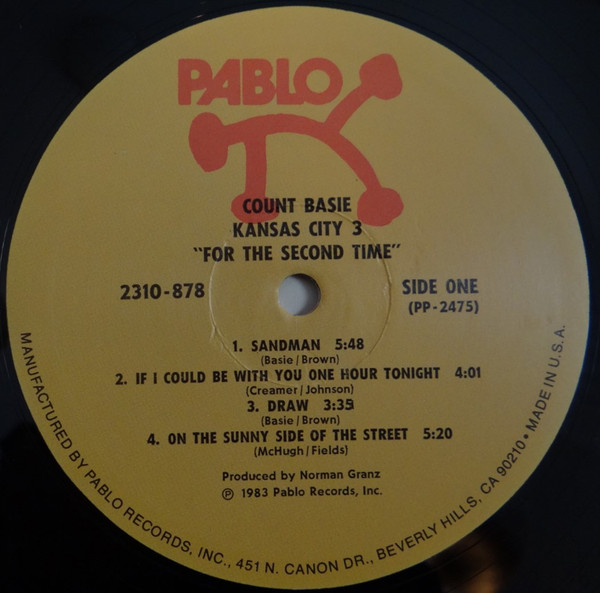 PABLO
COUNT BASIE
KANSAS CITY 3
"FOR THE SECOND TIME"
2310-878
SIDE ONE
(PP-2475)
1. SANDMAN 5:48
(Basie/Brown)
2. IF I COULD BE WITH YOU ONE HOUR TONIGHT 4:01
(Creamer/Johnson)
3. DRAW 3:35
(Basie/Brown)
4. ON THE SUNNY SIDE OF THE STREET 5:20
(McHugh/Fields)
Produced by Norman Granz
℗ 1983 Pablo Records, Inc.
MANUFACTURED BY PABLO RECORDS, INC., 451 N. CANON DR., BEVERLY HILLS, CA 90210 • MADE IN U.S.A.